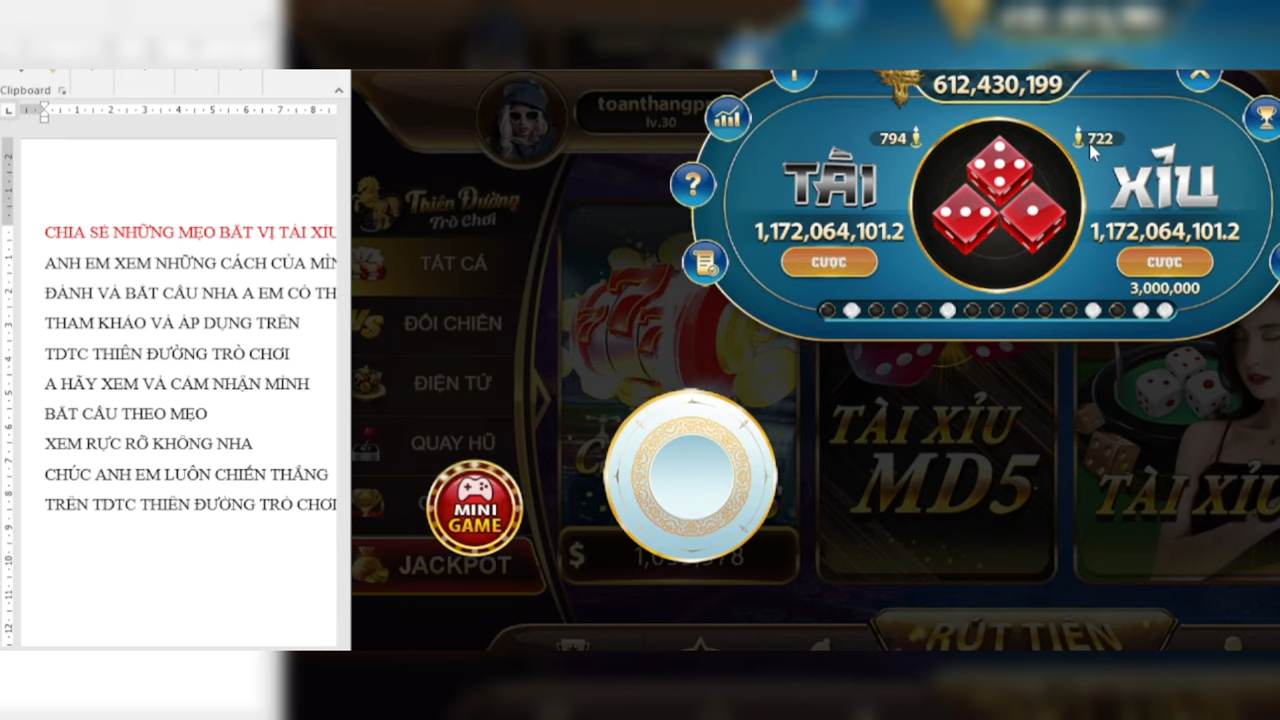 Clipboard
CHIA SẺ NHỮNG MẸO BẮT VỊ TÀI XỈU
ANH EM XEM NHỮNG CÁCH CỦA MÌN
ĐÁNH VÀ BẮT CẦU NHA A EM CÓ TH
THAM KHẢO VÀ ÁP DỤNG TRÊN
TDTC THIÊN ĐƯỜNG TRÒ CHƠI
A HÃY XEM VÀ CẢM NHẬN MÌNH
BẮT CẦU THEO MẸO
XEM RỰC RỠ KHÔNG NHA
CHÚC ANH EM LUÔN CHIẾN THẮNG
TRÊN TDTC THIÊN ĐƯỜNG TRÒ CHƠI
toanthangp
lv.30
Thiên Đường
Trò Chơi
TẤT CẢ
ĐỐI CHIẾN
ĐIỆN TỬ
QUAY HŨ
JACKPOT
MINI
GAME
612,430,199
794
722
TÀI
XỈU
1,172,064,101.2
1,172,064,101.2
CƯỢC
CƯỢC
3,000,000
777
TÀI XỈU
MD5
TÀI XỈU
RÚT TIỀN